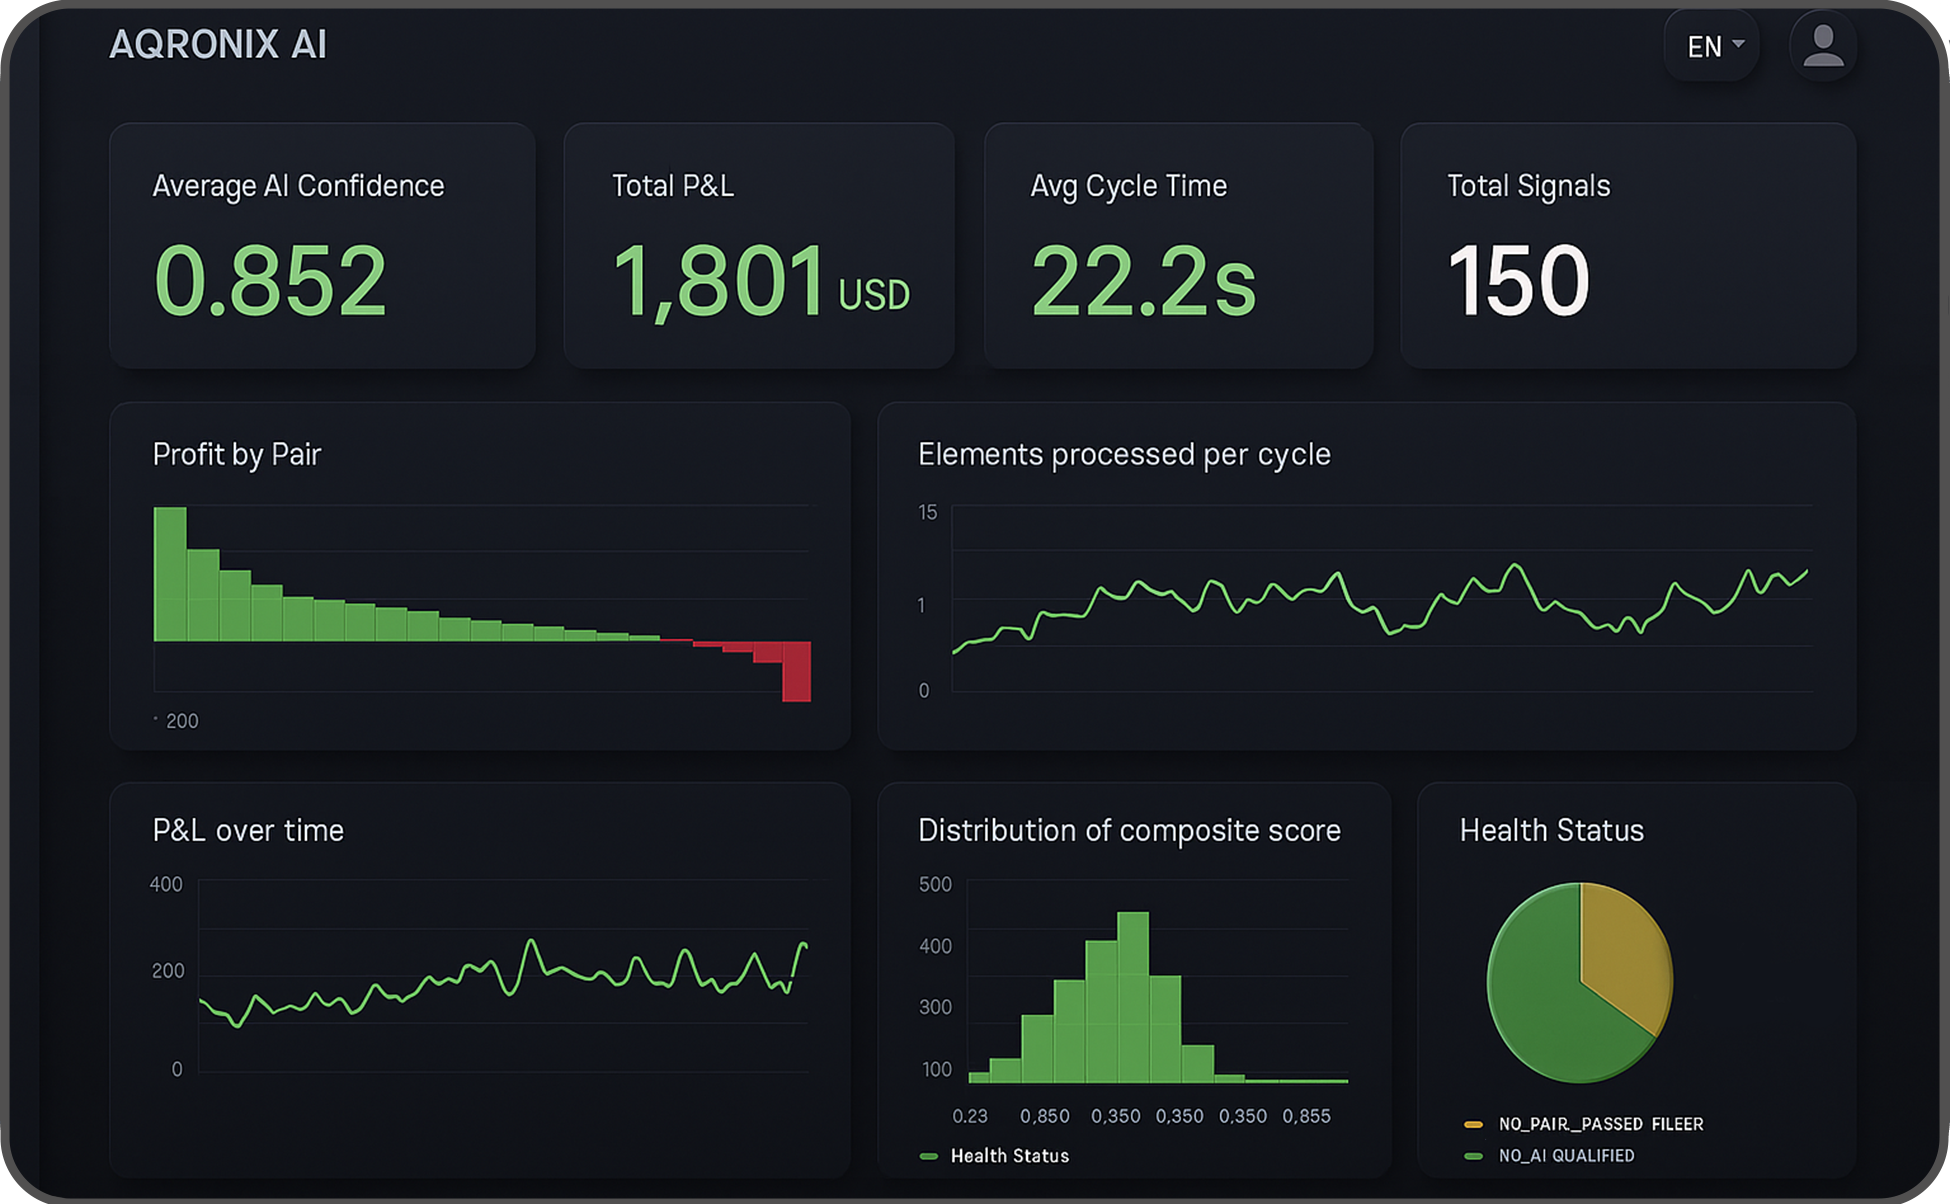 AQRONIX AI
EN
Average AI Confidence
0.852
Total P&L
1,801 USD
Avg Cycle Time
22.2s
Total Signals
150
Profit by Pair
200
Elements processed per cycle
15
1
0
P&L over time
400
200
0
Distribution of composite score
500
400
300
100
0.23 0,850 0,350 0,350 0,350 0,855
Health Status
Health Status
NO_PAIR_PASSED FILEER
NO_AI QUALIFIED